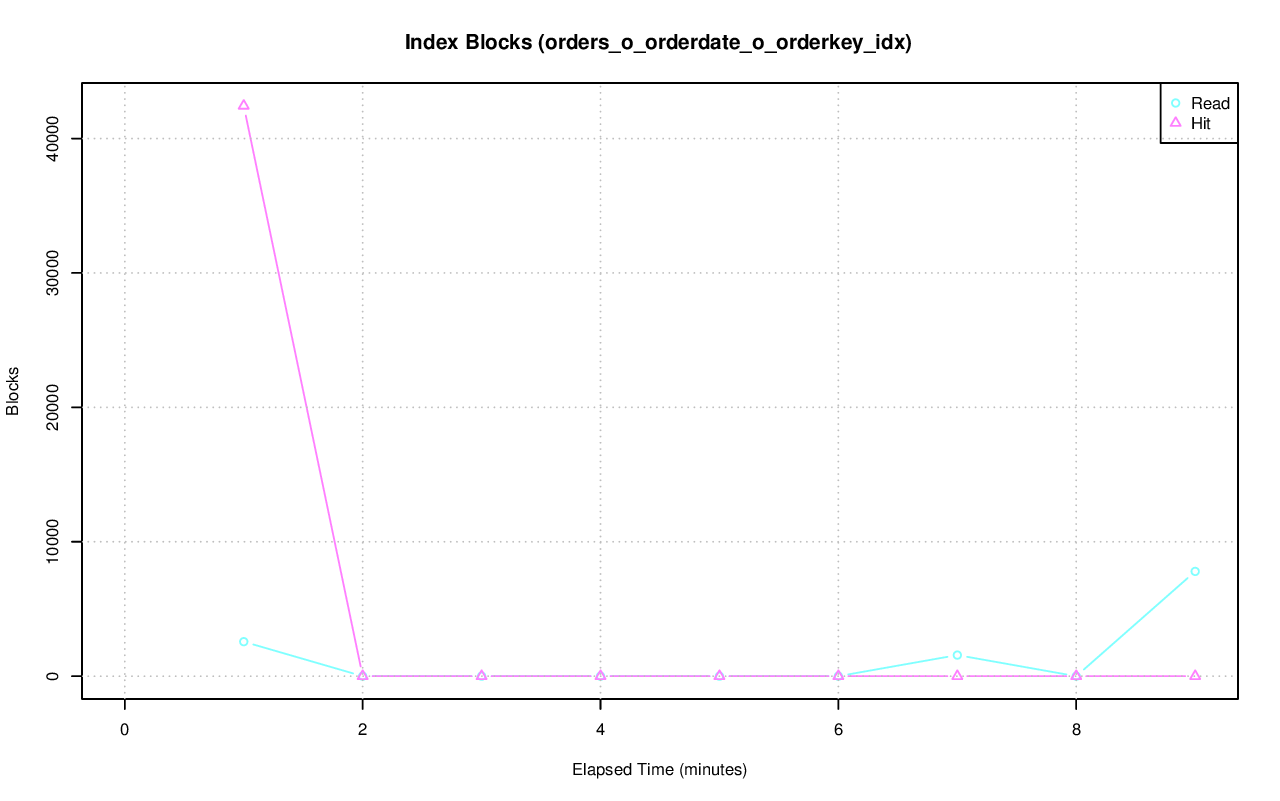 Index Blocks (orders_o_orderdate_o_orderkey_idx)
Read
Hit
Blocks
40000
30000
20000
10000
0
0 2 4 6 8
Elapsed Time (minutes)